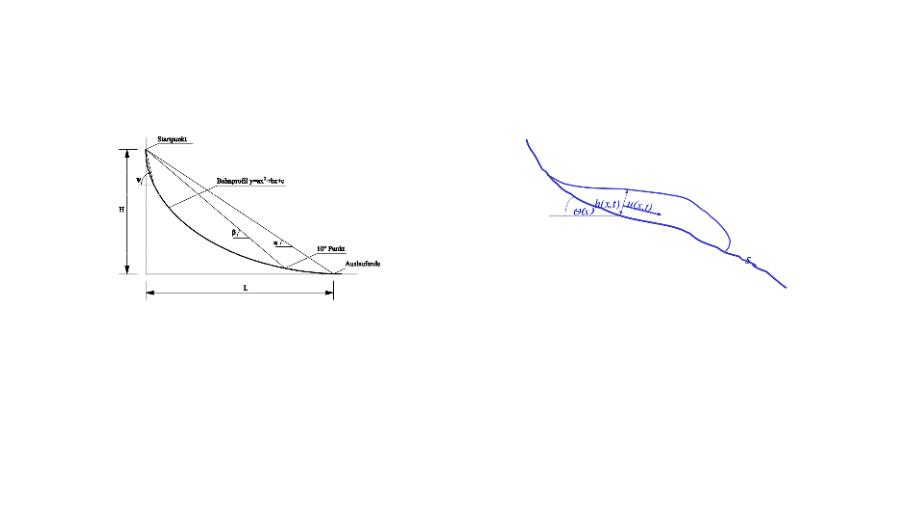 Startpunkt
Ψ
Bahnprofil y=ax²+bx+c
H
β
α
10° Punkt
Auslaufende
L
h(x,t)
u(x,t)
Θ(x)
S